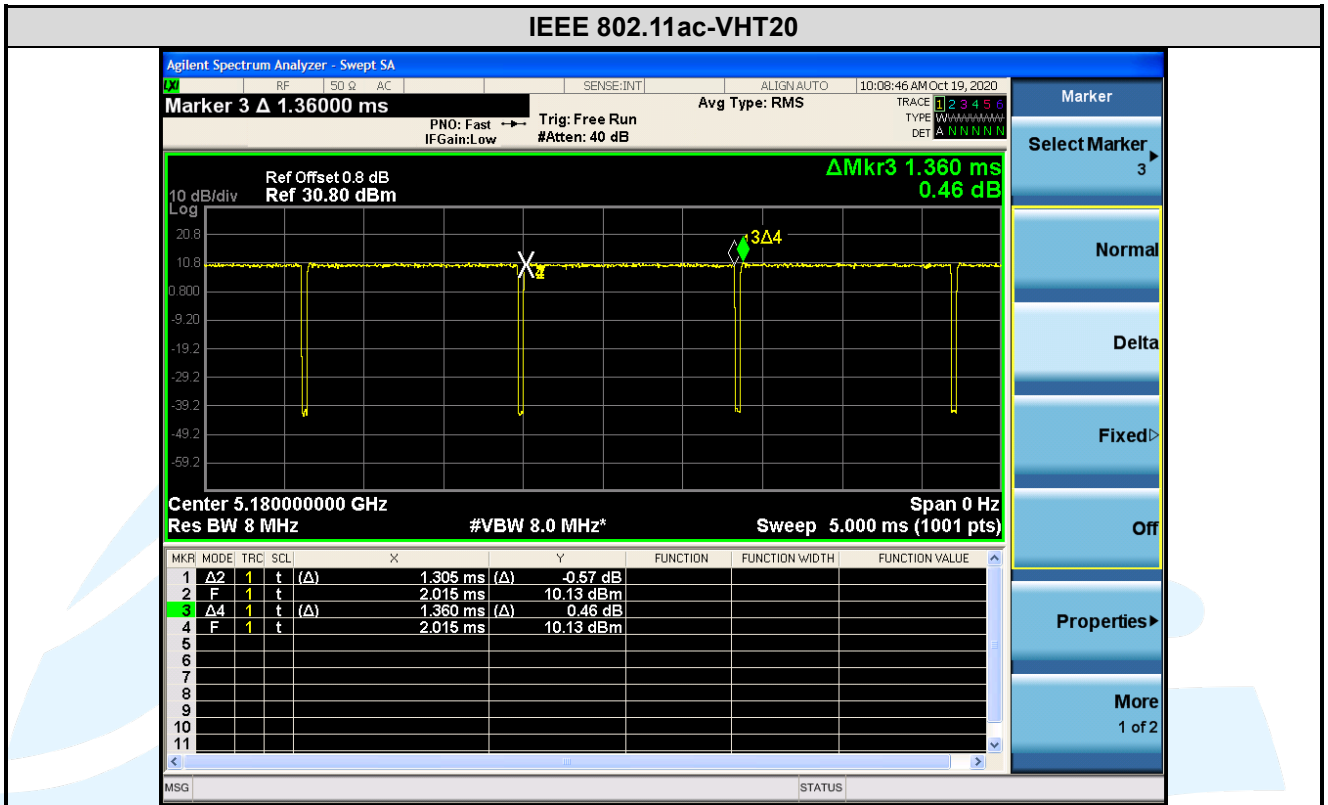 IEEE 802.11ac-VHT20
Agilent Spectrum Analyzer - Swept SA
LXI RF 50 Ω AC SENSE:INT ALIGN AUTO 10:08:46 AM Oct 19, 2020
Marker 3 Δ 1.36000 ms
PNO: Fast
IFGain:Low
Trig: Free Run
#Atten: 40 dB
Avg Type: RMS
TRACE 1 2 3 4 5 6
TYPE WWWWWW
DET A N N N N N
ΔMkr3 1.360 ms
0.46 dB
Ref Offset 0.8 dB
10 dB/div Ref 30.80 dBm
Log
20.8
10.8
0.800
-9.20
-19.2
-29.2
-39.2
-49.2
-59.2
3Δ4
Center 5.180000000 GHz Span 0 Hz
Res BW 8 MHz #VBW 8.0 MHz* Sweep 5.000 ms (1001 pts)
MKR MODE TRC SCL X Y FUNCTION FUNCTION WIDTH FUNCTION VALUE
1 Δ2 1 t (Δ) 1.305 ms (Δ) -0.57 dB
2 F 1 t 2.015 ms 10.13 dBm
3 Δ4 1 t (Δ) 1.360 ms (Δ) 0.46 dB
4 F 1 t 2.015 ms 10.13 dBm
5
6
7
8
9
10
11
MSG STATUS
Marker
Select Marker
3
Normal
Delta
Fixed
Off
Properties
More
1 of 2